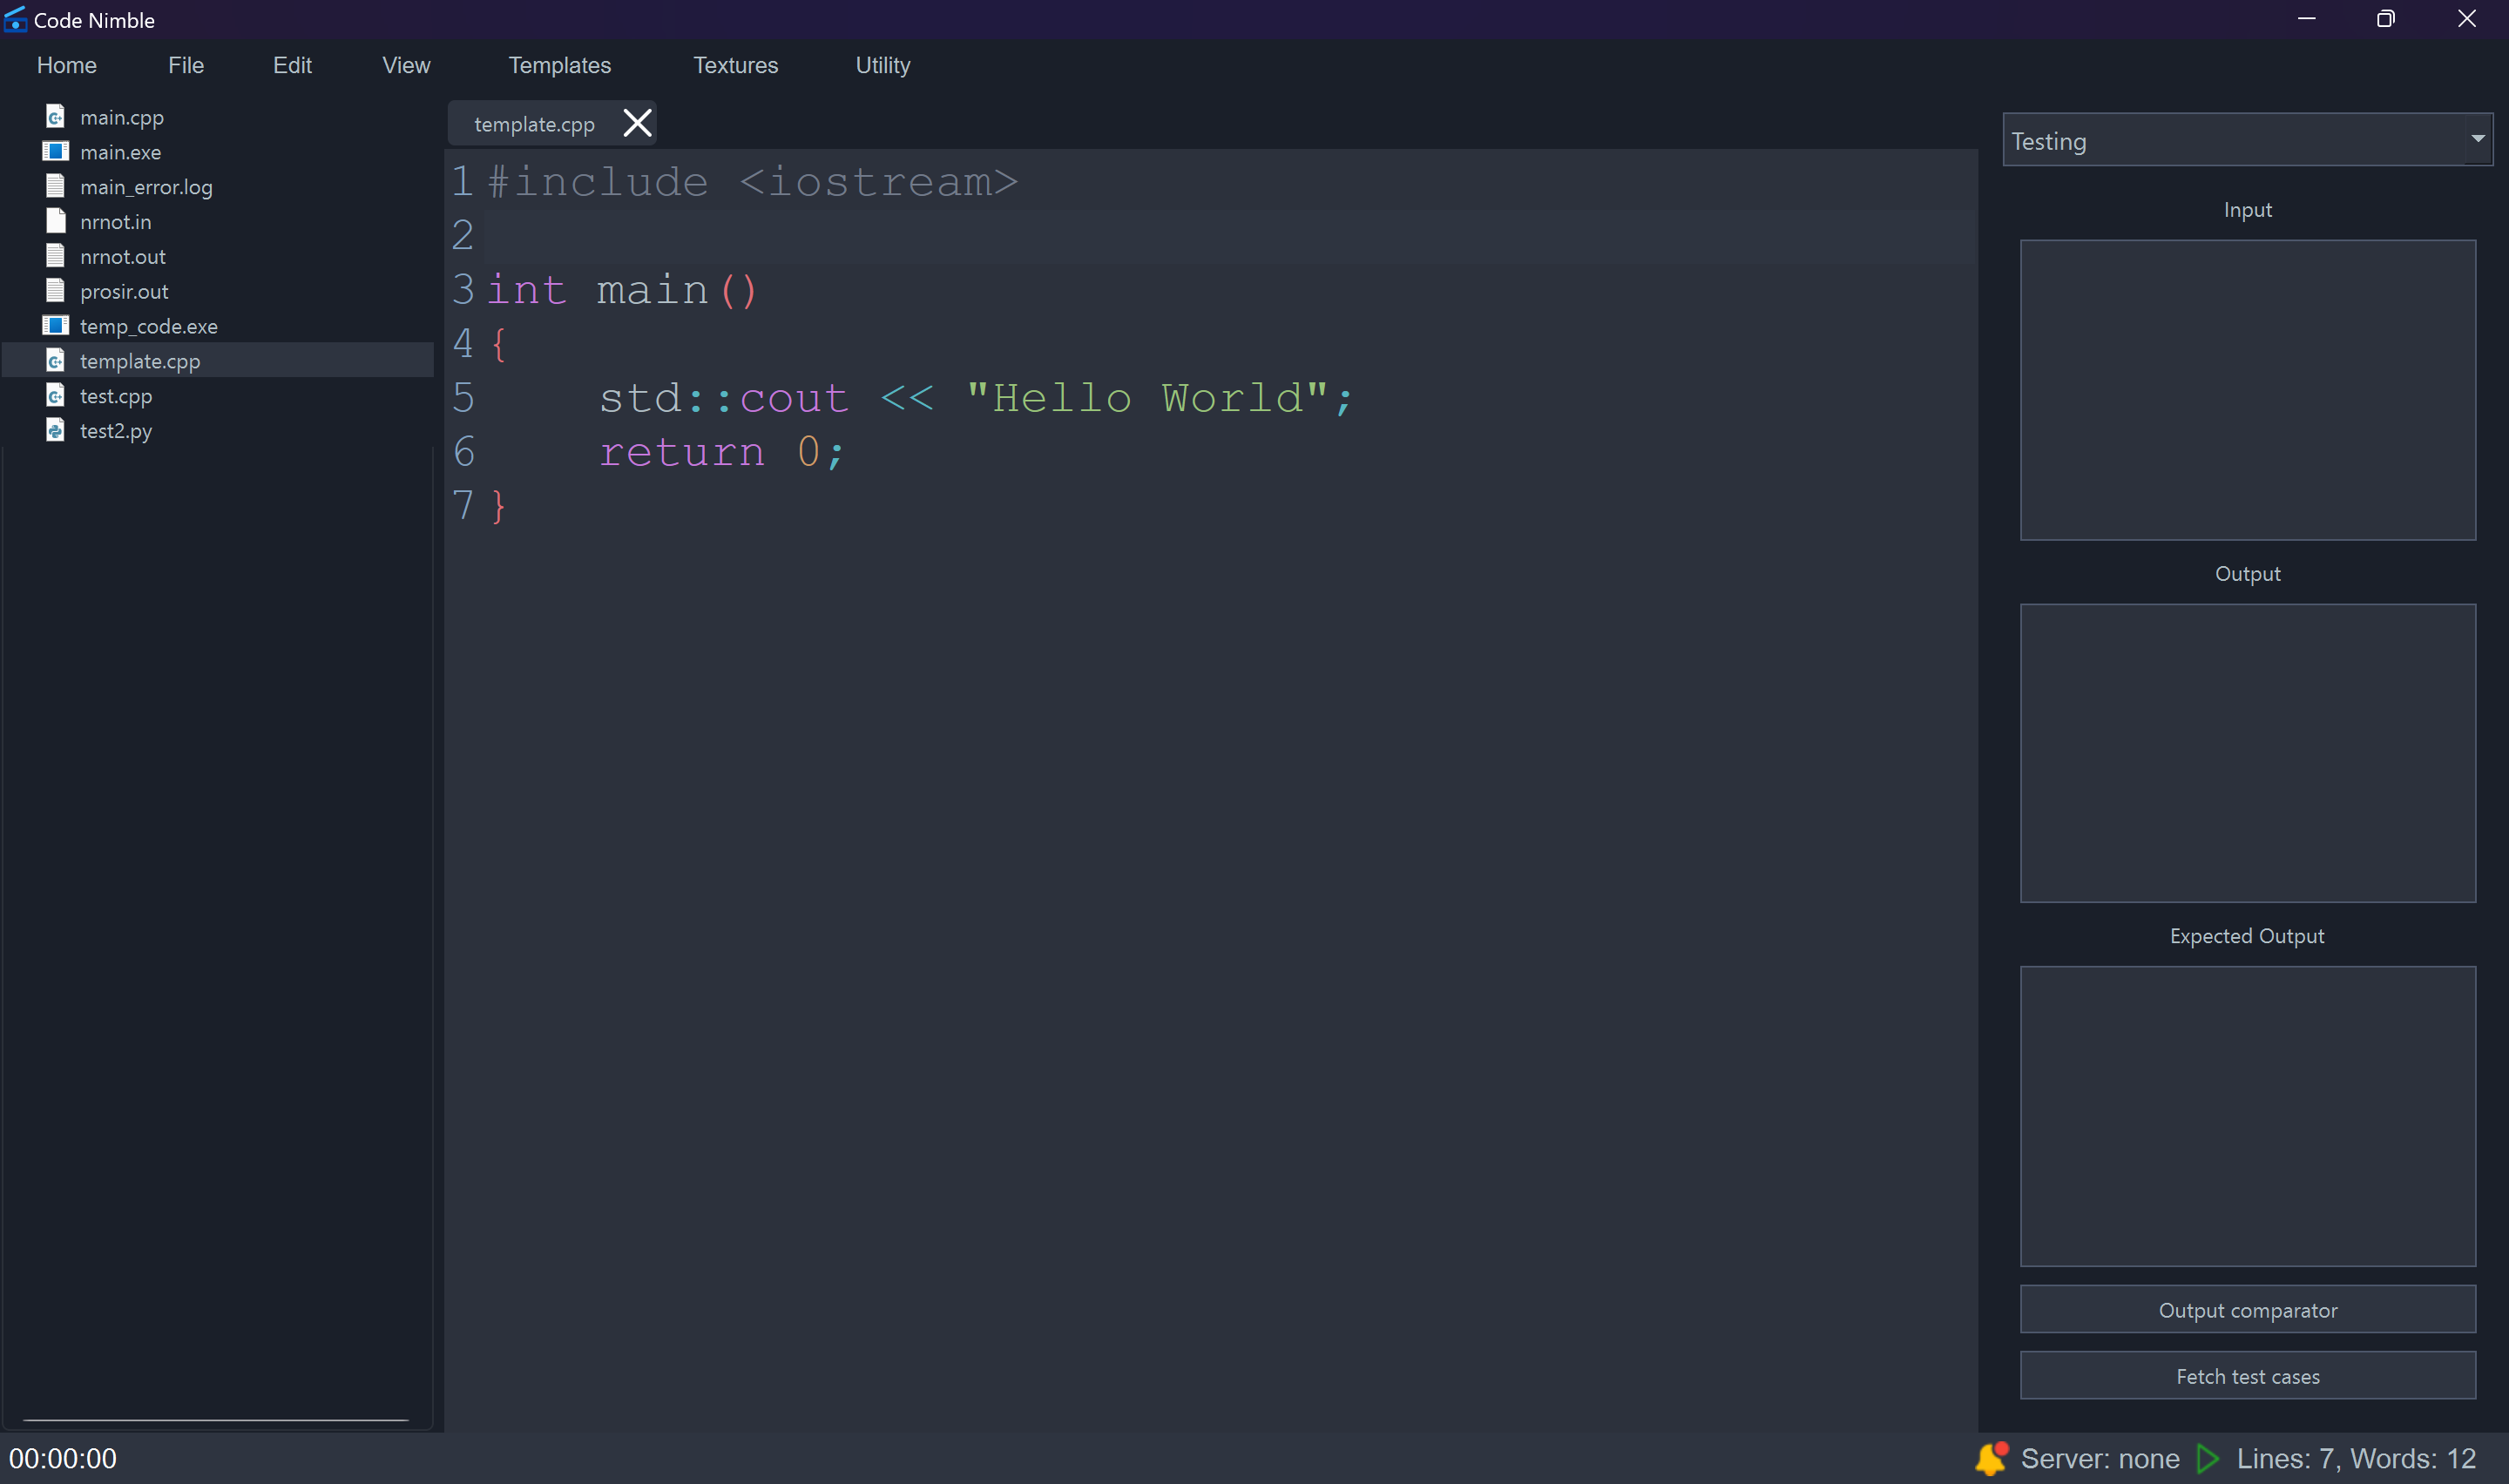 Code Nimble
Home File Edit View Templates Textures Utility
main.cpp
main.exe
main_error.log
nrnot.in
nrnot.out
prosir.out
temp_code.exe
template.cpp
test.cpp
test2.py
template.cpp
1 #include <iostream>
2
3 int main()
4 {
5     std::cout << "Hello World";
6     return 0;
7 }
Testing
Input
Output
Expected Output
Output comparator
Fetch test cases
00:00:00
Server: none
Lines: 7, Words: 12